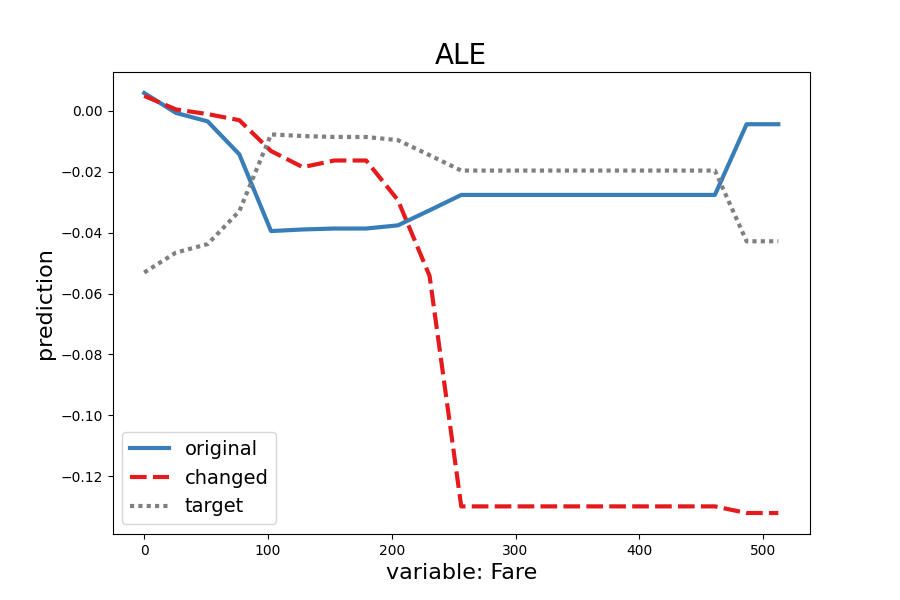 ALE
prediction
0.00
−0.02
−0.04
−0.06
−0.08
−0.10
−0.12
original
changed
target
0 100 200 300 400 500
variable: Fare